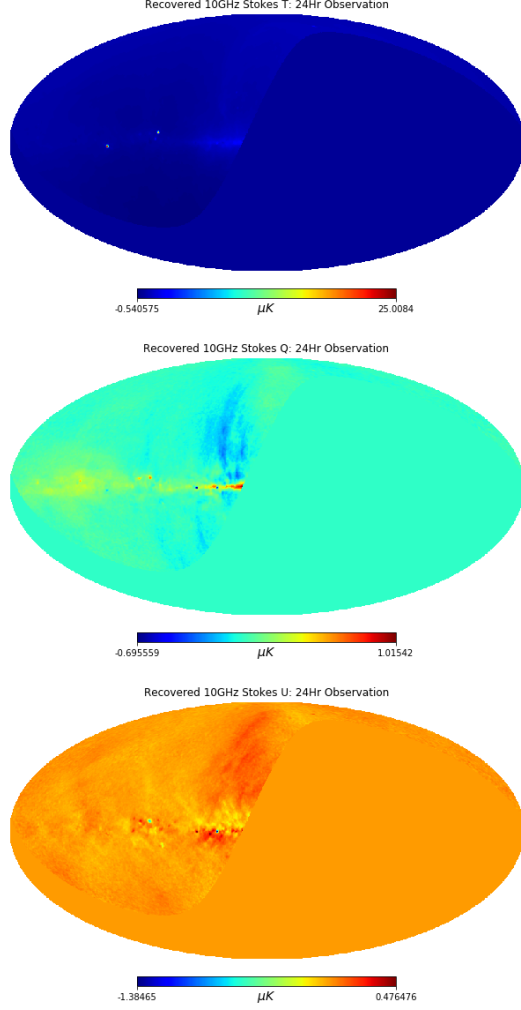 Recovered 10GHz Stokes T: 24Hr Observation
-0.540575 μK 25.0084
Recovered 10GHz Stokes Q: 24Hr Observation
-0.695559 μK 1.01542
Recovered 10GHz Stokes U: 24Hr Observation
-1.38465 μK 0.476476